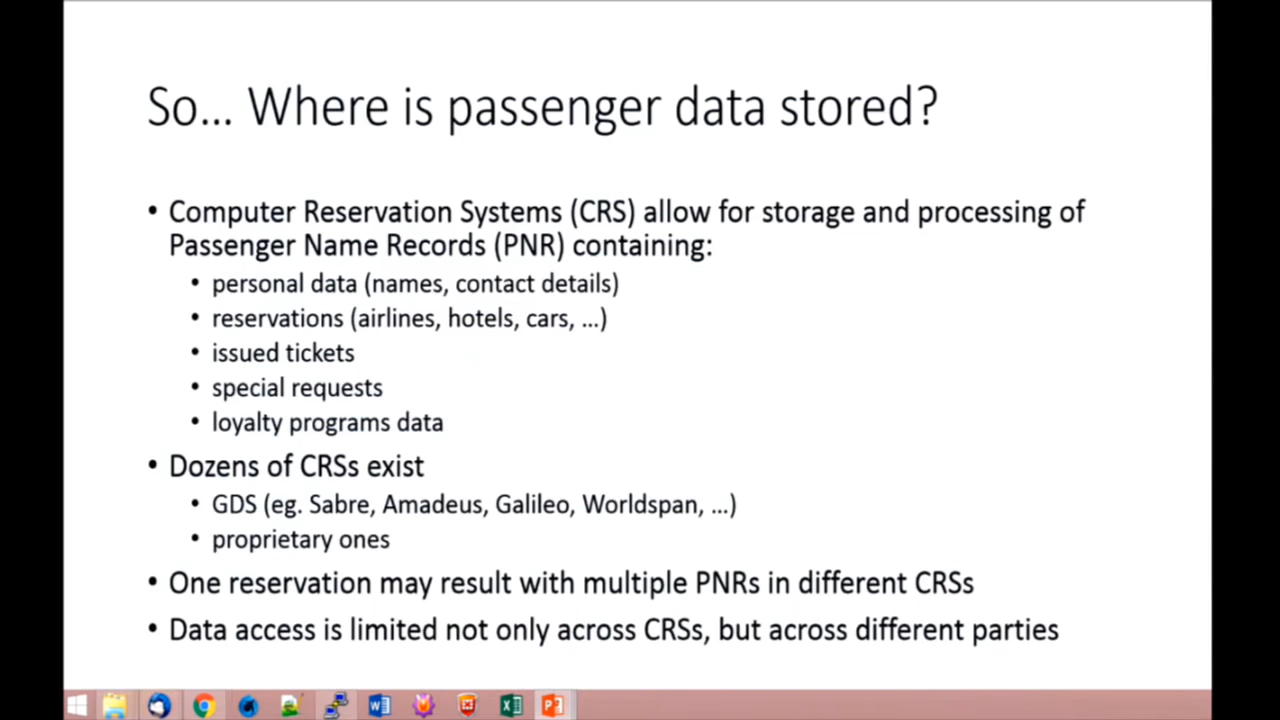 So... Where is passenger data stored?
• Computer Reservation Systems (CRS) allow for storage and processing of
Passenger Name Records (PNR) containing:
• personal data (names, contact details)
• reservations (airlines, hotels, cars, ...)
• issued tickets
• special requests
• loyalty programs data
• Dozens of CRSs exist
• GDS (eg. Sabre, Amadeus, Galileo, Worldspan, ...)
• proprietary ones
• One reservation may result with multiple PNRs in different CRSs
• Data access is limited not only across CRSs, but across different parties